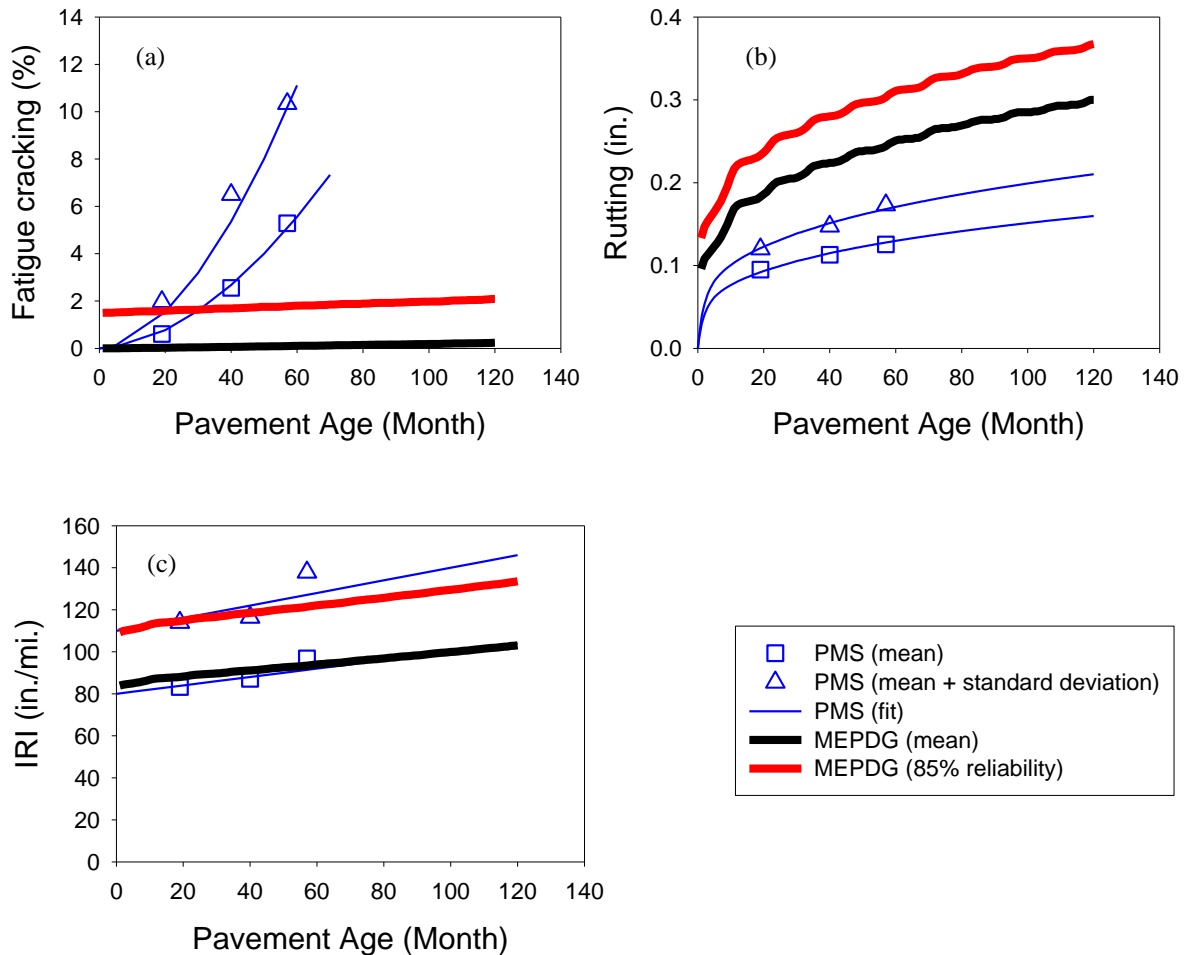 (a)
Fatigue cracking (%)
14
12
10
8
6
4
2
0
0 20 40 60 80 100 120 140
Pavement Age (Month)
(b)
Rutting (in.)
0.4
0.3
0.2
0.1
0.0
0 20 40 60 80 100 120 140
Pavement Age (Month)
(c)
IRI (in./mi.)
160
140
120
100
80
60
40
20
0
0 20 40 60 80 100 120 140
Pavement Age (Month)
PMS (mean)
PMS (mean + standard deviation)
PMS (fit)
MEPDG (mean)
MEPDG (85% reliability)